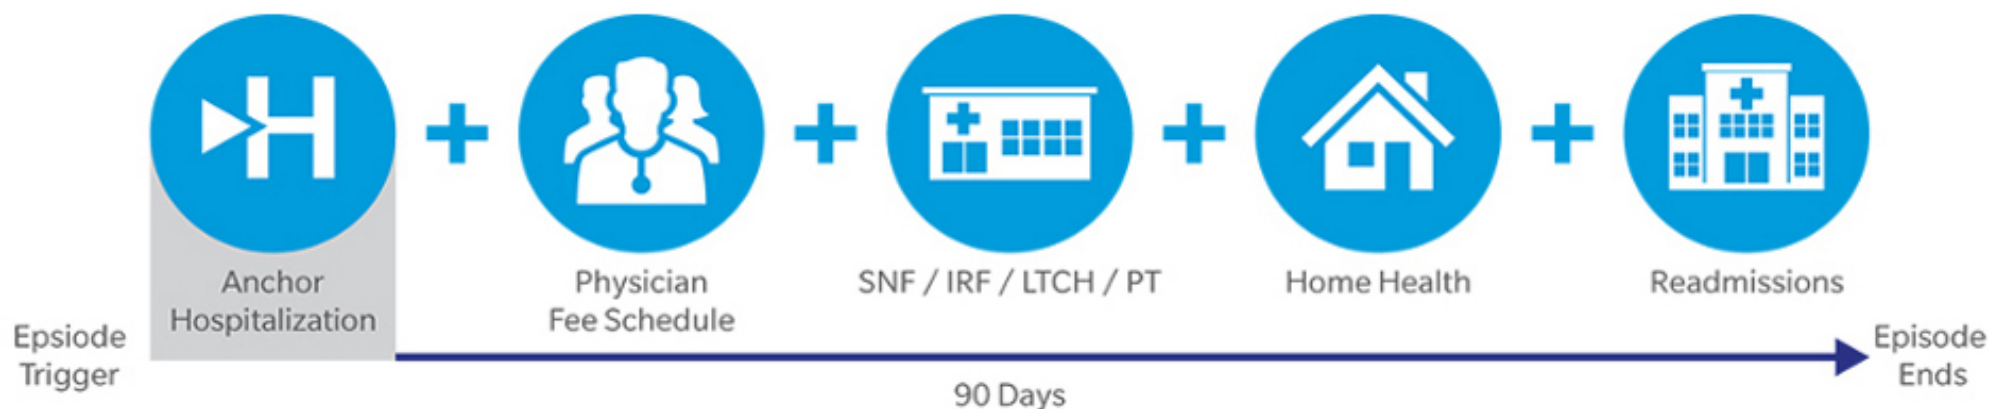 Anchor
Hospitalization
Physician
Fee Schedule
SNF / IRF / LTCH / PT
Home Health
Readmissions
Epsiode
Trigger
90 Days
Episode
Ends